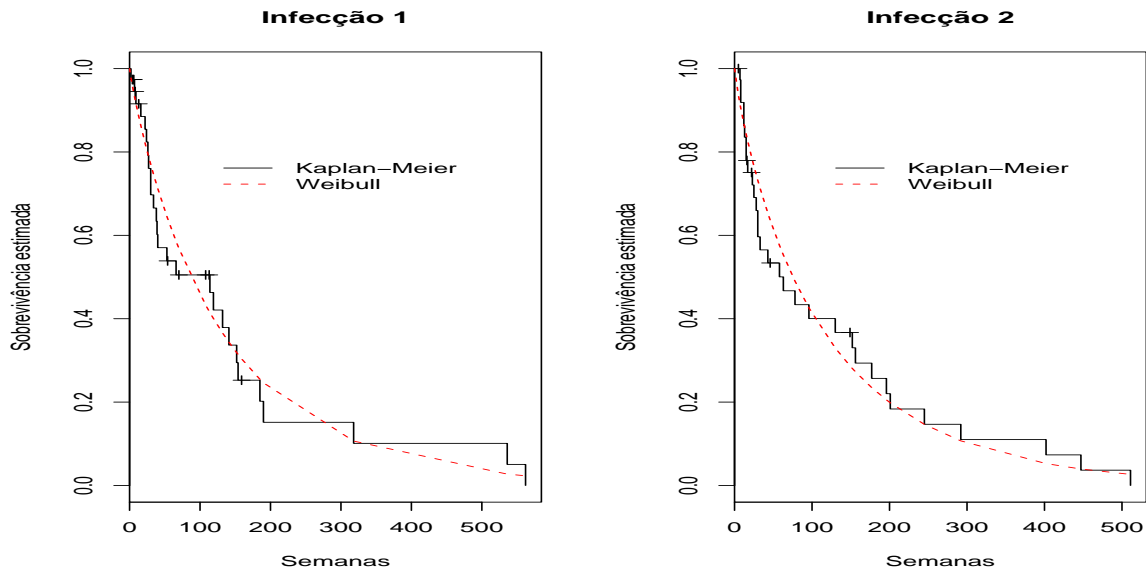 Infecção 1
1.0
0.8
0.6
0.4
0.2
0.0
Sobrevivência estimada
Kaplan−Meier
Weibull
0 100 200 300 400 500
Semanas
Infecção 2
1.0
0.8
0.6
0.4
0.2
0.0
Sobrevivência estimada
Kaplan−Meier
Weibull
0 100 200 300 400 500
Semanas